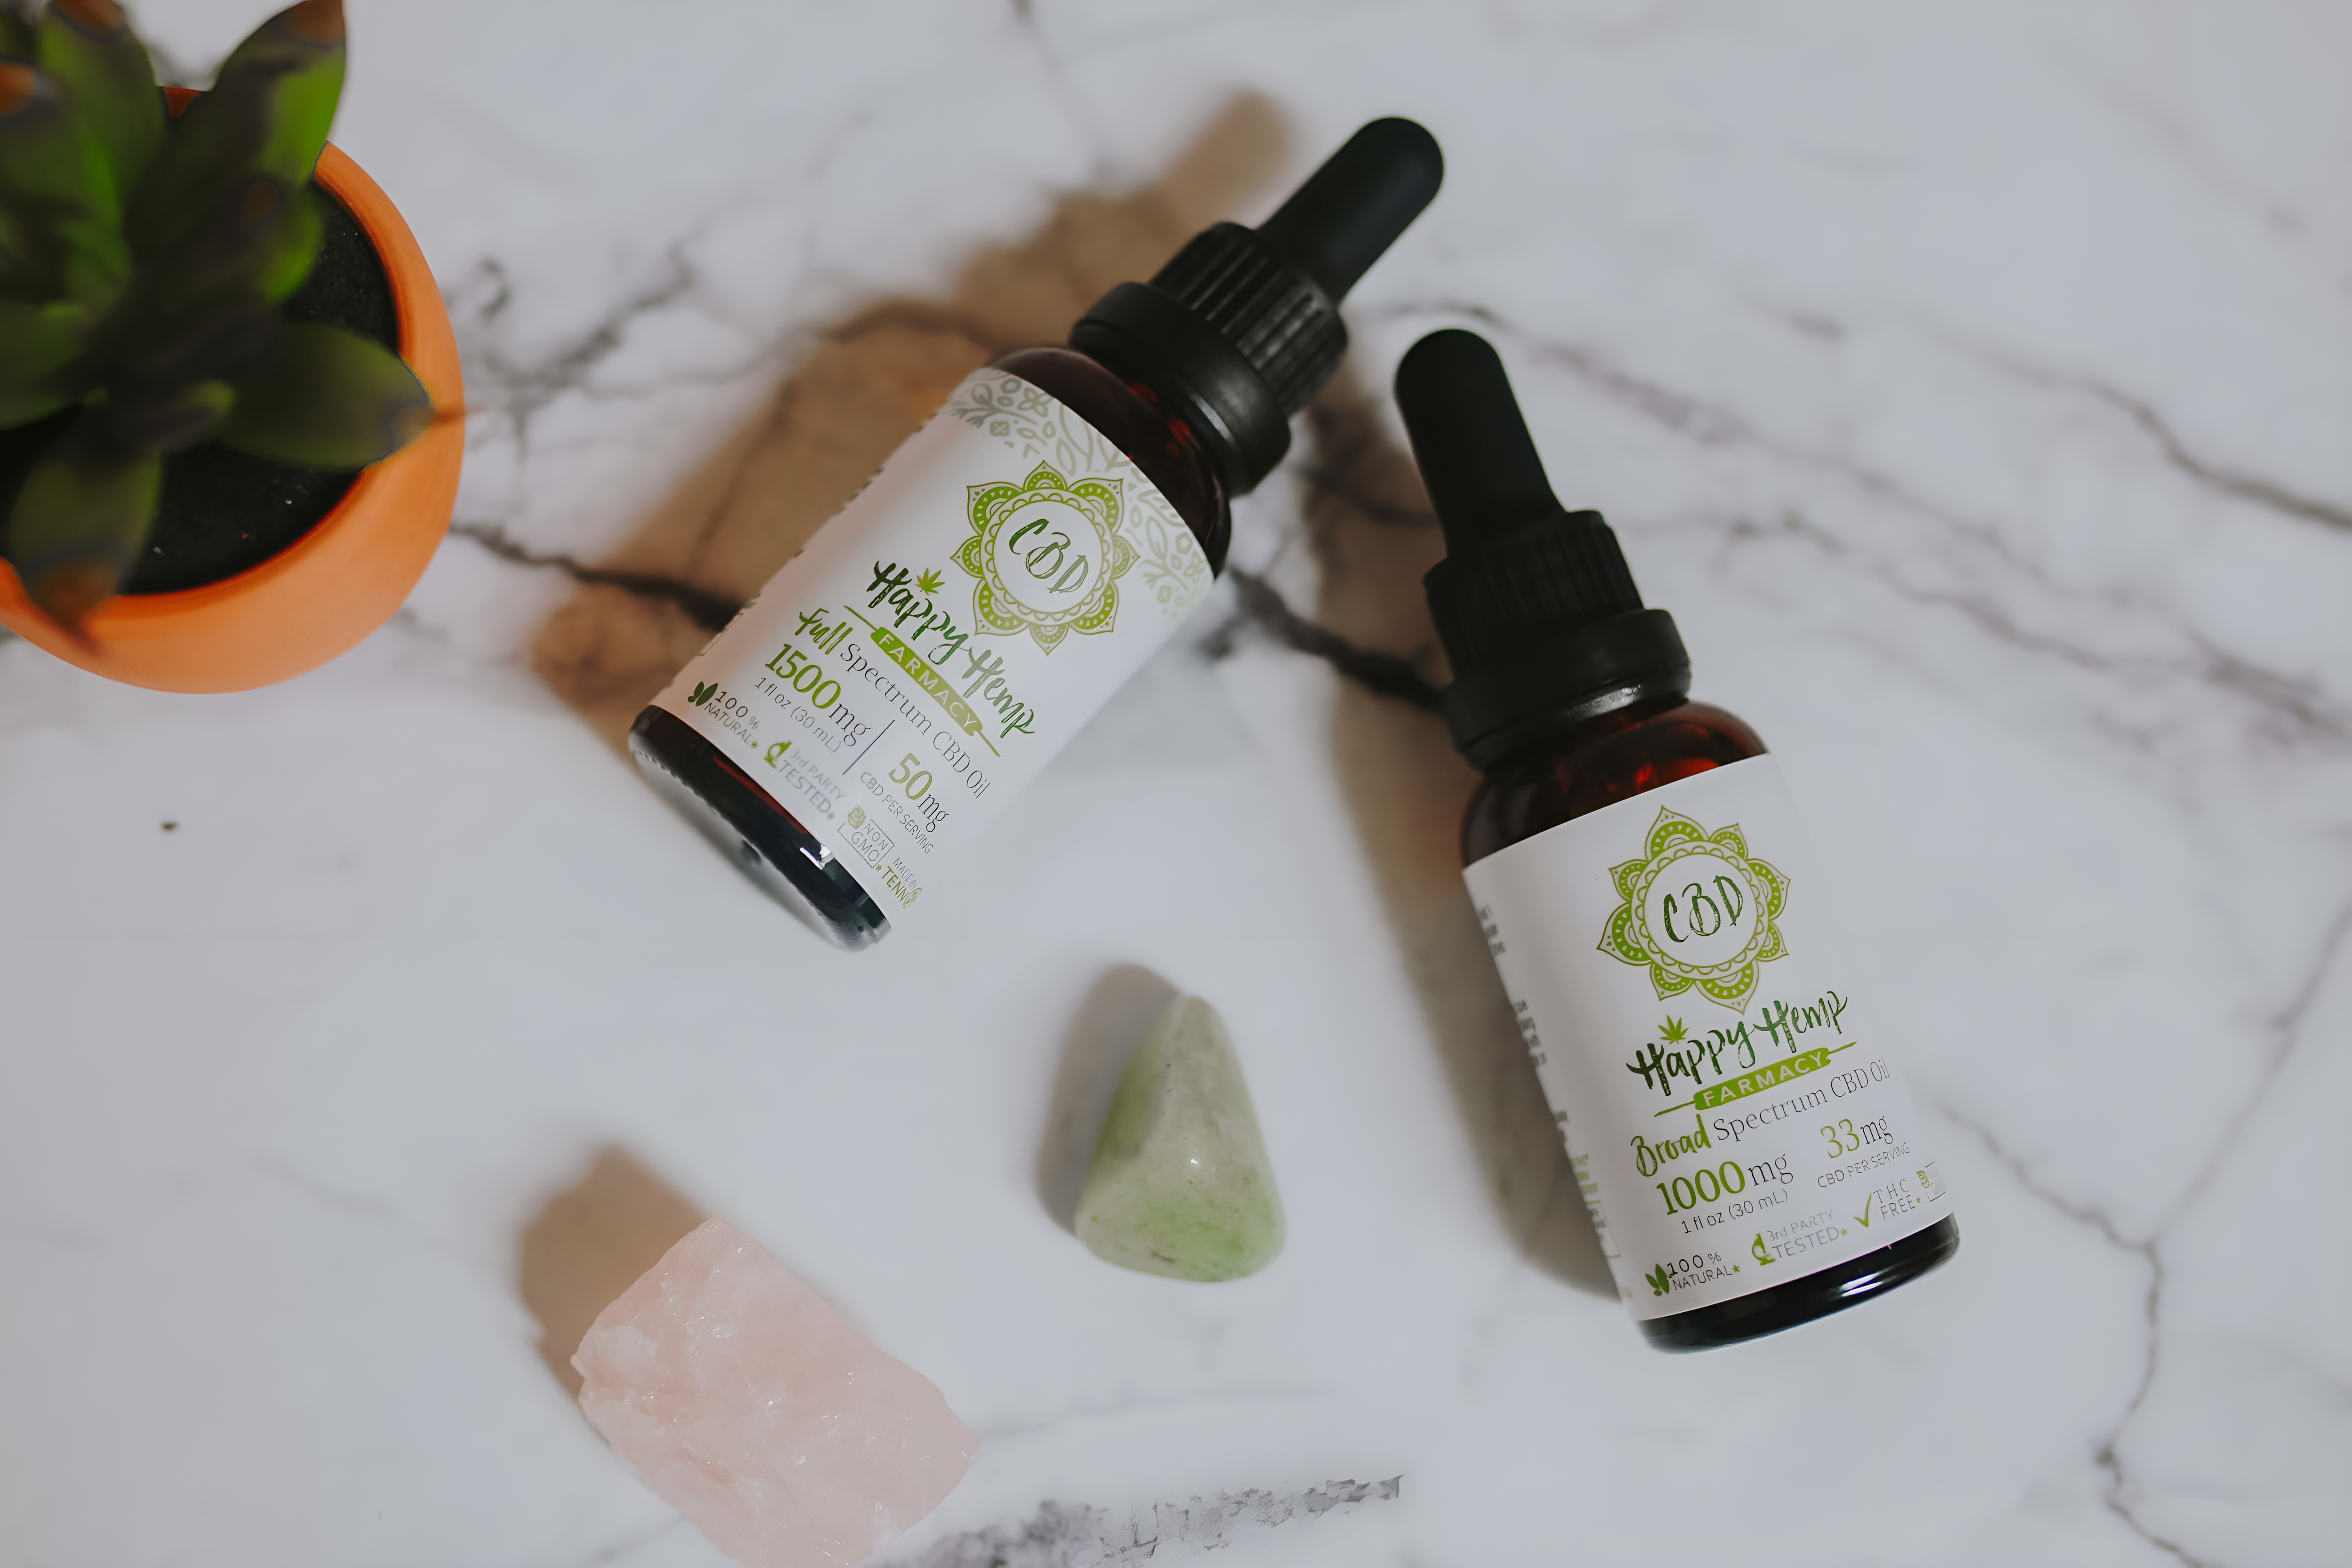 CBD
Happy Hemp
FARMACY
Full Spectrum CBD Oil
1500mg
1 fl oz (30 mL)
50mg
CBD PER SERVING
100%
NATURAL*
3rd PARTY
TESTED*
NON
GMO*
MADE IN
TENN
CBD
Happy Hemp
FARMACY
Broad Spectrum CBD Oil
1000mg
1 fl oz (30 mL)
33mg
CBD PER SERVING
100%
NATURAL*
3rd PARTY
TESTED*
THC
FREE*